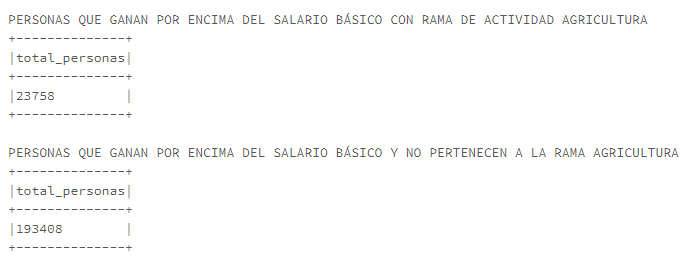 PERSONAS QUE GANAN POR ENCIMA DEL SALARIO BÁSICO CON RAMA DE ACTIVIDAD AGRICULTURA
+--------------+
|total_personas|
+--------------+
|23758         |
+--------------+

PERSONAS QUE GANAN POR ENCIMA DEL SALARIO BÁSICO Y NO PERTENECEN A LA RAMA AGRICULTURA
+--------------+
|total_personas|
+--------------+
|193408        |
+--------------+